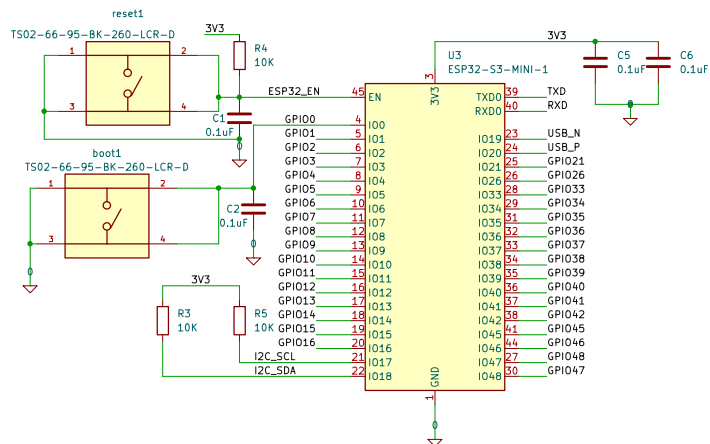 reset1
TS02-66-95-BK-260-LCR-D
1 2
3 4
3V3
R4
10K
ESP32_EN
C1
0.1uF
0
boot1
TS02-66-95-BK-260-LCR-D
1 2
3 4
0
GPIO0
C2
0.1uF
0
3V3
R3
10K
R5
10K
I2C_SCL
I2C_SDA
3V3
C5
0.1uF
C6
0.1uF
0
U3
ESP32-S3-MINI-1
3
3V3
45 EN
4 IO0
GPIO1 5 IO1
GPIO2 6 IO2
GPIO3 7 IO3
GPIO4 8 IO4
GPIO5 9 IO5
GPIO6 10 IO6
GPIO7 11 IO7
GPIO8 12 IO8
GPIO9 13 IO9
GPIO10 14 IO10
GPIO11 15 IO11
GPIO12 16 IO12
GPIO13 17 IO13
GPIO14 18 IO14
GPIO15 19 IO15
GPIO16 20 IO16
21 IO17
22 IO18
TXD0 39 TXD
RXD0 40 RXD
IO19 23 USB_N
IO20 24 USB_P
IO21 25 GPIO21
IO26 26 GPIO26
IO33 28 GPIO33
IO34 29 GPIO34
IO35 31 GPIO35
IO36 32 GPIO36
IO37 33 GPIO37
IO38 34 GPIO38
IO39 35 GPIO39
IO40 36 GPIO40
IO41 37 GPIO41
IO42 38 GPIO42
IO45 41 GPIO45
IO46 44 GPIO46
IO47 27 GPIO48
IO48 30 GPIO47
GND
1
0